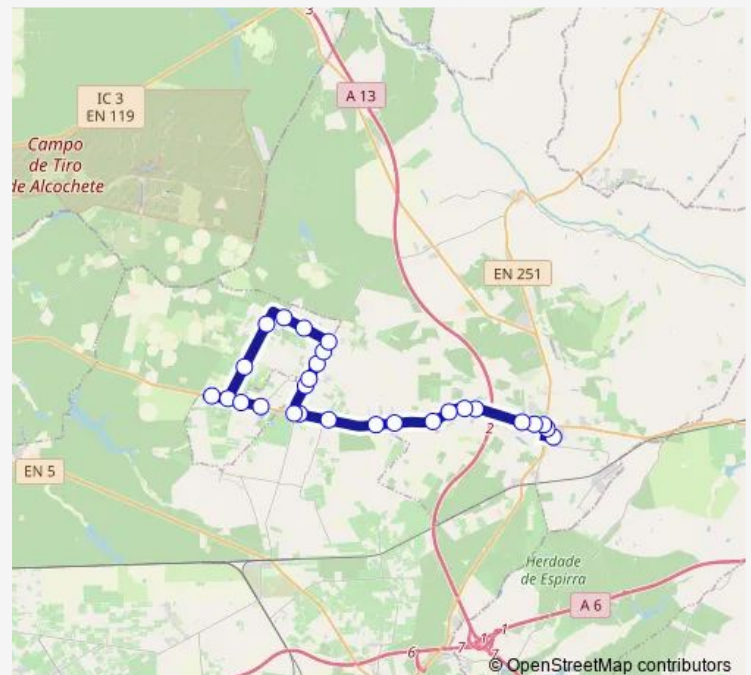 3
IC 3
EN 119
A 13
Campo
de Tiro
de Alcochete
EN 251
2
EN 5
Herdade
de Espirra
A 6
1
1
7
7
6
© OpenStreetMap contributors